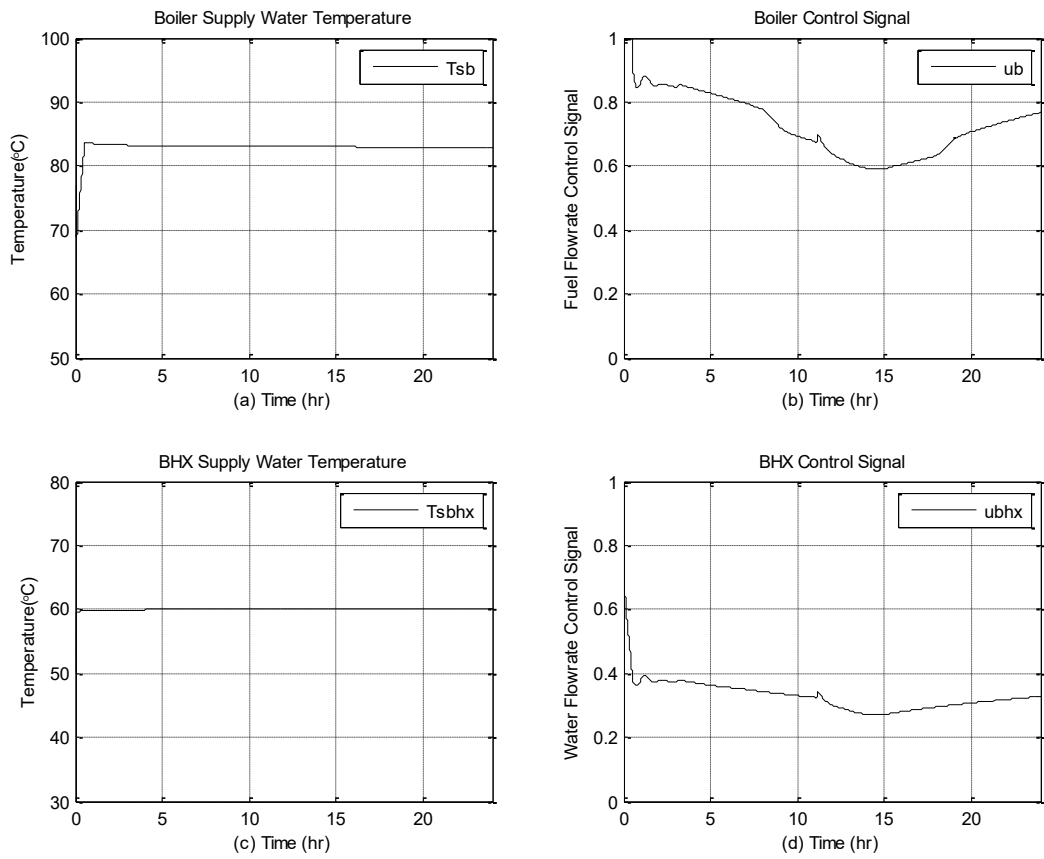 Boiler Supply Water Temperature
100
90
80
70
60
50
Temperature(°C)
Tsb
0 5 10 15 20
(a) Time (hr)
Boiler Control Signal
1
0.8
0.6
0.4
0.2
0
Fuel Flowrate Control Signal
ub
0 5 10 15 20
(b) Time (hr)
BHX Supply Water Temperature
80
70
60
50
40
30
Temperature(°C)
Tsbhx
0 5 10 15 20
(c) Time (hr)
BHX Control Signal
1
0.8
0.6
0.4
0.2
0
Water Flowrate Control Signal
ubhx
0 5 10 15 20
(d) Time (hr)